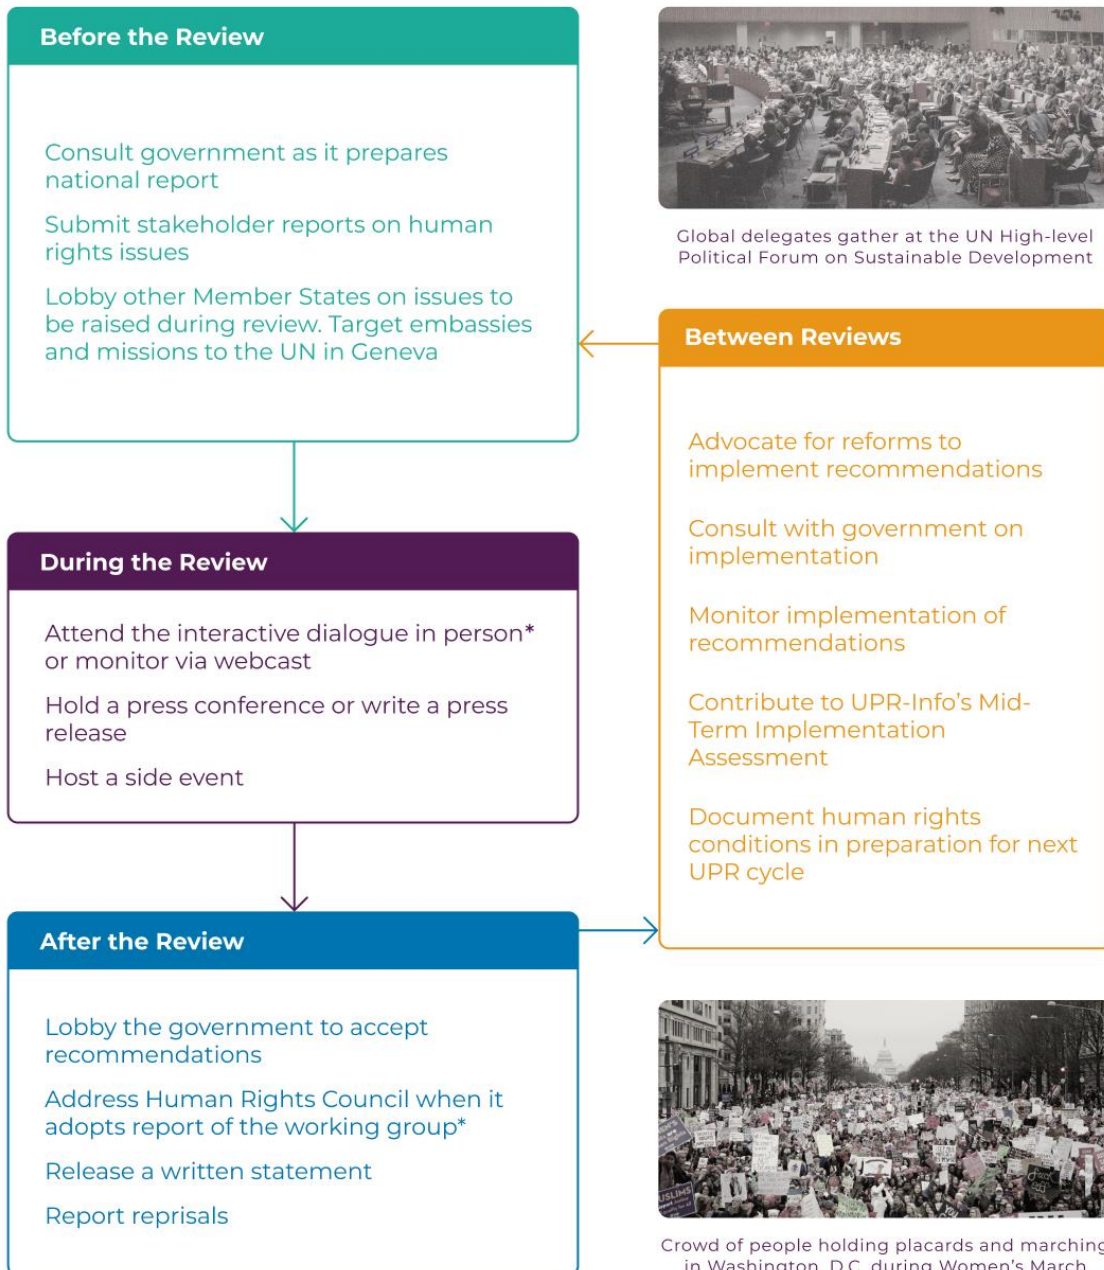 Before the Review
Consult government as it prepares
national report
Submit stakeholder reports on human
rights issues
Lobby other Member States on issues to
be raised during review. Target embassies
and missions to the UN in Geneva
During the Review
Attend the interactive dialogue in person*
or monitor via webcast
Hold a press conference or write a press
release
Host a side event
After the Review
Lobby the government to accept
recommendations
Address Human Rights Council when it
adopts report of the working group*
Release a written statement
Report reprisals
Global delegates gather at the UN High-level
Political Forum on Sustainable Development
Between Reviews
Advocate for reforms to
implement recommendations
Consult with government on
implementation
Monitor implementation of
recommendations
Contribute to UPR-Info’s Mid-
Term Implementation
Assessment
Document human rights
conditions in preparation for next
UPR cycle
Crowd of people holding placards and marching
in Washington, D.C. during Women’s March